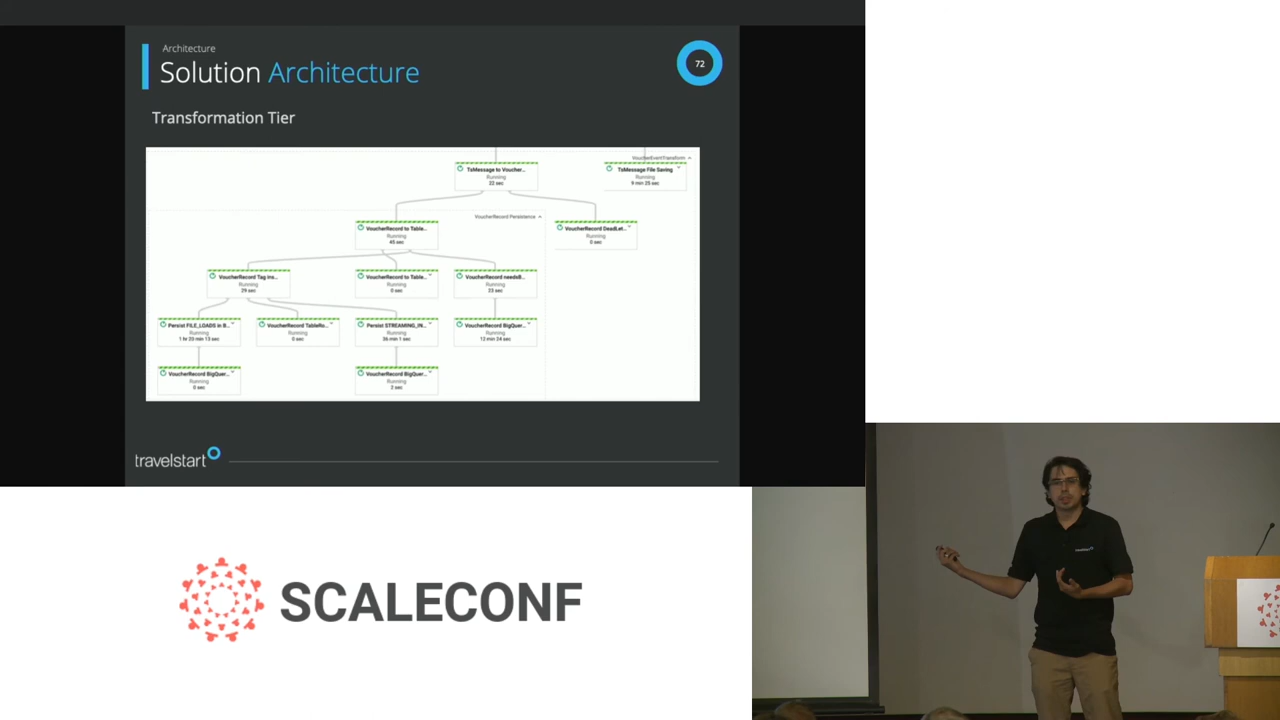 Architecture
Solution Architecture
72
Transformation Tier
VoucherEventTransform
TsMessage to Voucher...
Running
22 sec
TsMessage File Saving
Running
9 min 25 sec
VoucherRecord Persistence
VoucherRecord to Table...
Running
45 sec
VoucherRecord DeadLet...
Running
0 sec
VoucherRecord Tag Ins...
Running
29 sec
VoucherRecord to Table...
Running
0 sec
VoucherRecord needsB...
Running
23 sec
Persist FILE_LOADS in B...
Running
1 hr 20 min 13 sec
VoucherRecord TableRo...
Running
0 sec
Persist STREAMING_IN...
Running
36 min 1 sec
VoucherRecord BigQuer...
Running
12 min 24 sec
VoucherRecord BigQuer...
Running
0 sec
VoucherRecord BigQuer...
Running
2 sec
travelstart
SCALECONF
travelstart